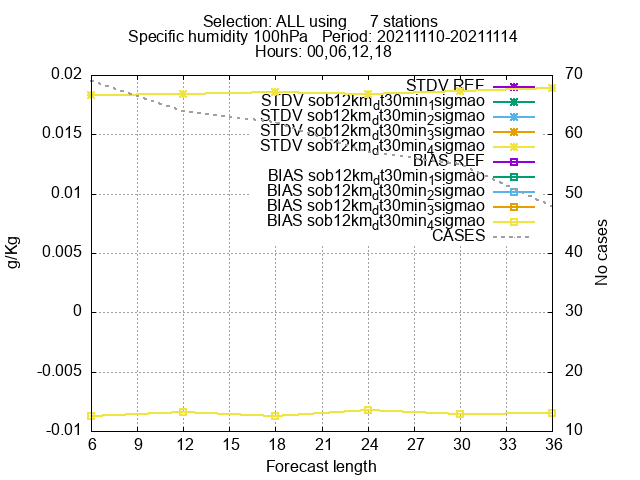 Selection: ALL using 7 stations
Specific humidity 100hPa Period: 20211110-20211114
Hours: 00,06,12,18
0.02
0.015
0.01
0.005
0
-0.005
-0.01
g/Kg
STDV REF
STDV sob12km_dt30min_1sigmao
STDV sob12km_dt30min_2sigmao
STDV sob12km_dt30min_3sigmao
STDV sob12km_dt30min_4sigmao
BIAS REF
BIAS sob12km_dt30min_1sigmao
BIAS sob12km_dt30min_2sigmao
BIAS sob12km_dt30min_3sigmao
BIAS sob12km_dt30min_4sigmao
CASES
70
60
50
40
30
20
10
No cases
6 9 12 15 18 21 24 27 30 33 36
Forecast length